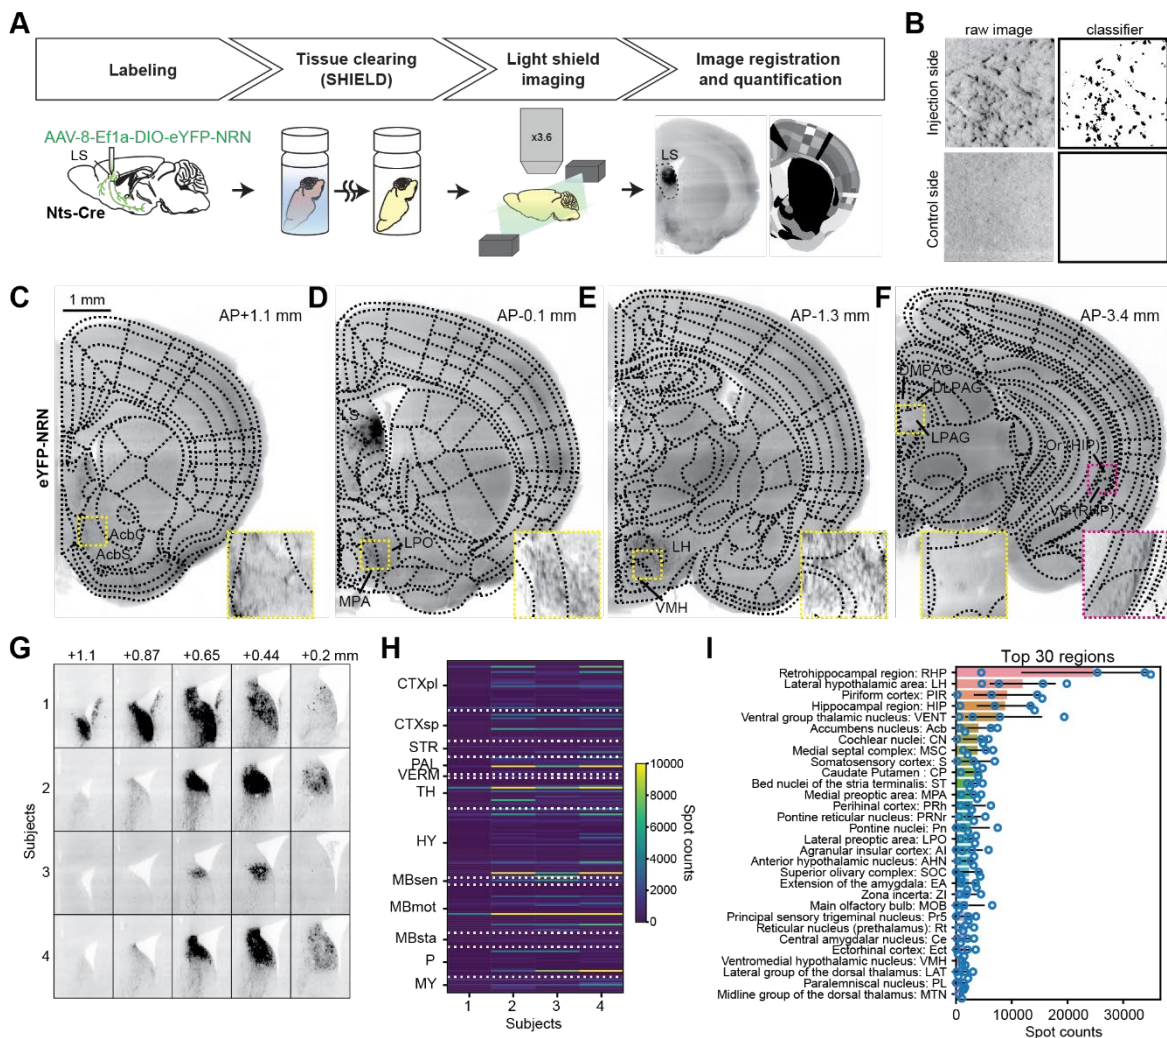 A
Labeling
Tissue clearing
(SHIELD)
Light shield
imaging
Image registration
and quantification
AAV-8-Ef1a-DIO-eYFP-NRN
LS
Nts-Cre
x3.6
LS
B
raw image
classifier
Injection side
Control side
C
1 mm
AP+1.1 mm
D
AP-0.1 mm
E
AP-1.3 mm
F
AP-3.4 mm
eYFP-NRN
AcbC
AcbS
LS
LPO
MPA
LH
VMH
DMPAG
DLPAG
LPAG
Or (HIP)
VS (RHP)
G
+1.1
+0.87
+0.65
+0.44
+0.2 mm
Subjects
1
2
3
4
H
CTXpl
CTXsp
STR
PAL
VERM
TH
HY
MBsen
MBmot
MBsta
P
MY
1
2
3
4
Subjects
10000
8000
6000
4000
2000
0
Spot counts
I
Top 30 regions
Retrohippocampal region: RHP
Lateral hypothalamic area: LH
Piriform cortex: PIR
Hippocampal region: HIP
Ventral group thalamic nucleus: VENT
Accumbens nucleus: Acb
Cochlear nuclei: CN
Medial septal complex: MSC
Somatosensory cortex: S
Caudate Putamen : CP
Bed nuclei of the stria terminalis: ST
Medial preoptic area: MPA
Perihinal cortex: PRh
Pontine reticular nucleus: PRNr
Pontine nuclei: Pn
Lateral preoptic area: LPO
Agranular insular cortex: AI
Anterior hypothalamic nucleus: AHN
Superior olivary complex: SOC
Extension of the amygdala: EA
Zona incerta: ZI
Main olfactory bulb: MOB
Principal sensory trigeminal nucleus: Pr5
Reticular nucleus (prethalamus): Rt
Central amygdalar nucleus: Ce
Ectorhinal cortex: Ect
Ventromedial hypothalamic nucleus: VMH
Lateral group of the dorsal thalamus: LAT
Paralemniscal nucleus: PL
Midline group of the dorsal thalamus: MTN
0
10000
20000
30000
Spot counts